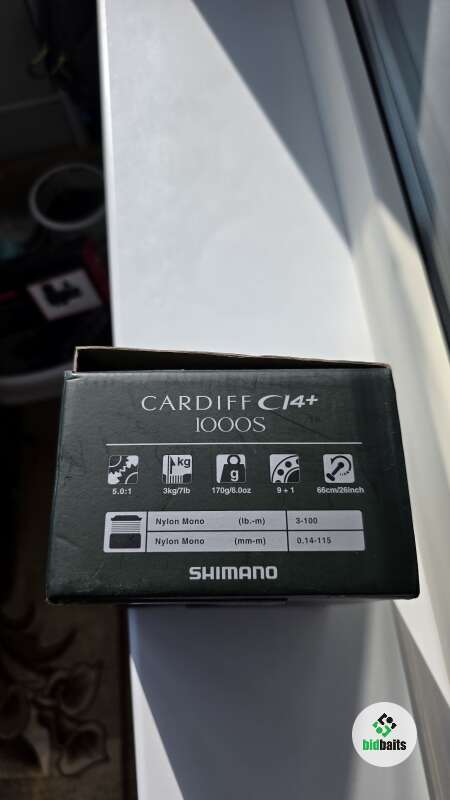 CARDIFF CI4+
1000S
kg
g
5.0:1 3kg/7lb 170g/6.0oz 9+1 66cm/26inch
Nylon Mono (lb.-m) 3-100
Nylon Mono (mm-m) 0.14-115
SHIMANO
bidbaits